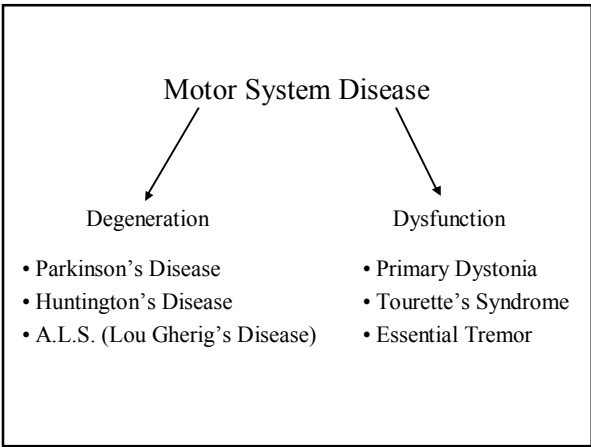 Motor System Disease
Degeneration
• Parkinson's Disease
• Huntington's Disease
• A.L.S. (Lou Gherig's Disease)
Dysfunction
• Primary Dystonia
• Tourette's Syndrome
• Essential Tremor